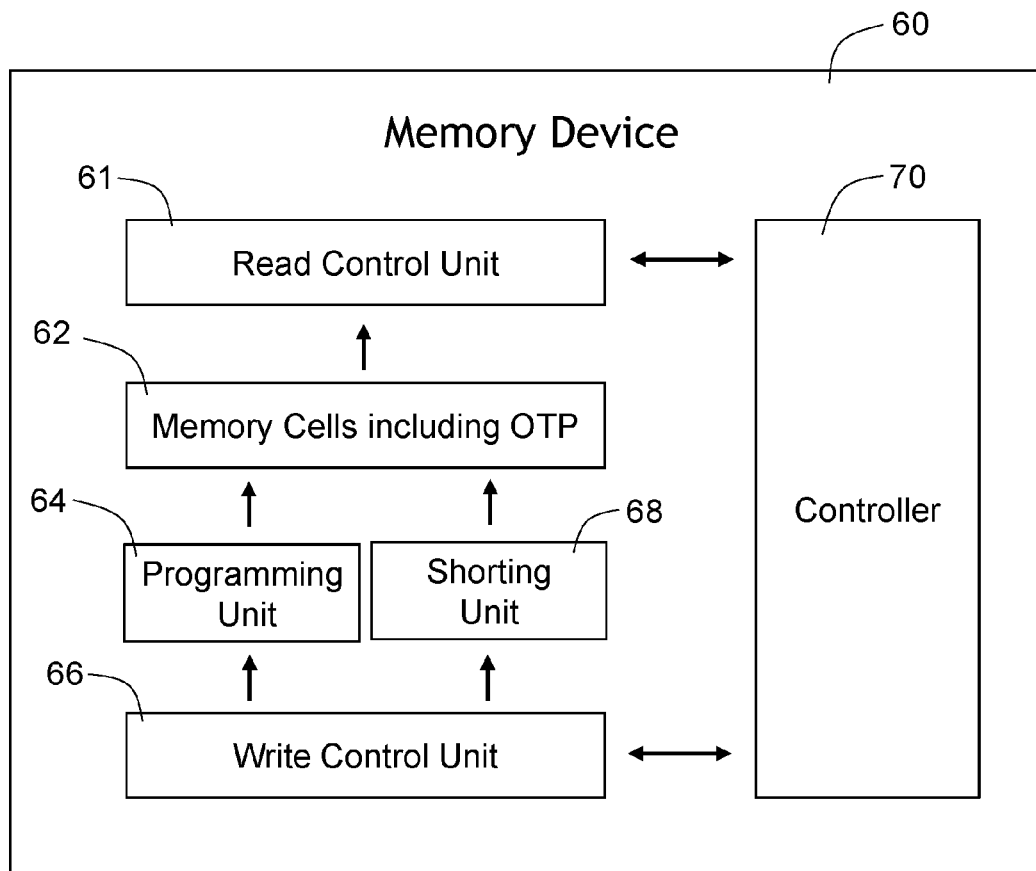 60
Memory Device
61
70
Read Control Unit
62
Memory Cells including OTP
64
68
Controller
Programming
Unit
Shorting
Unit
66
Write Control Unit